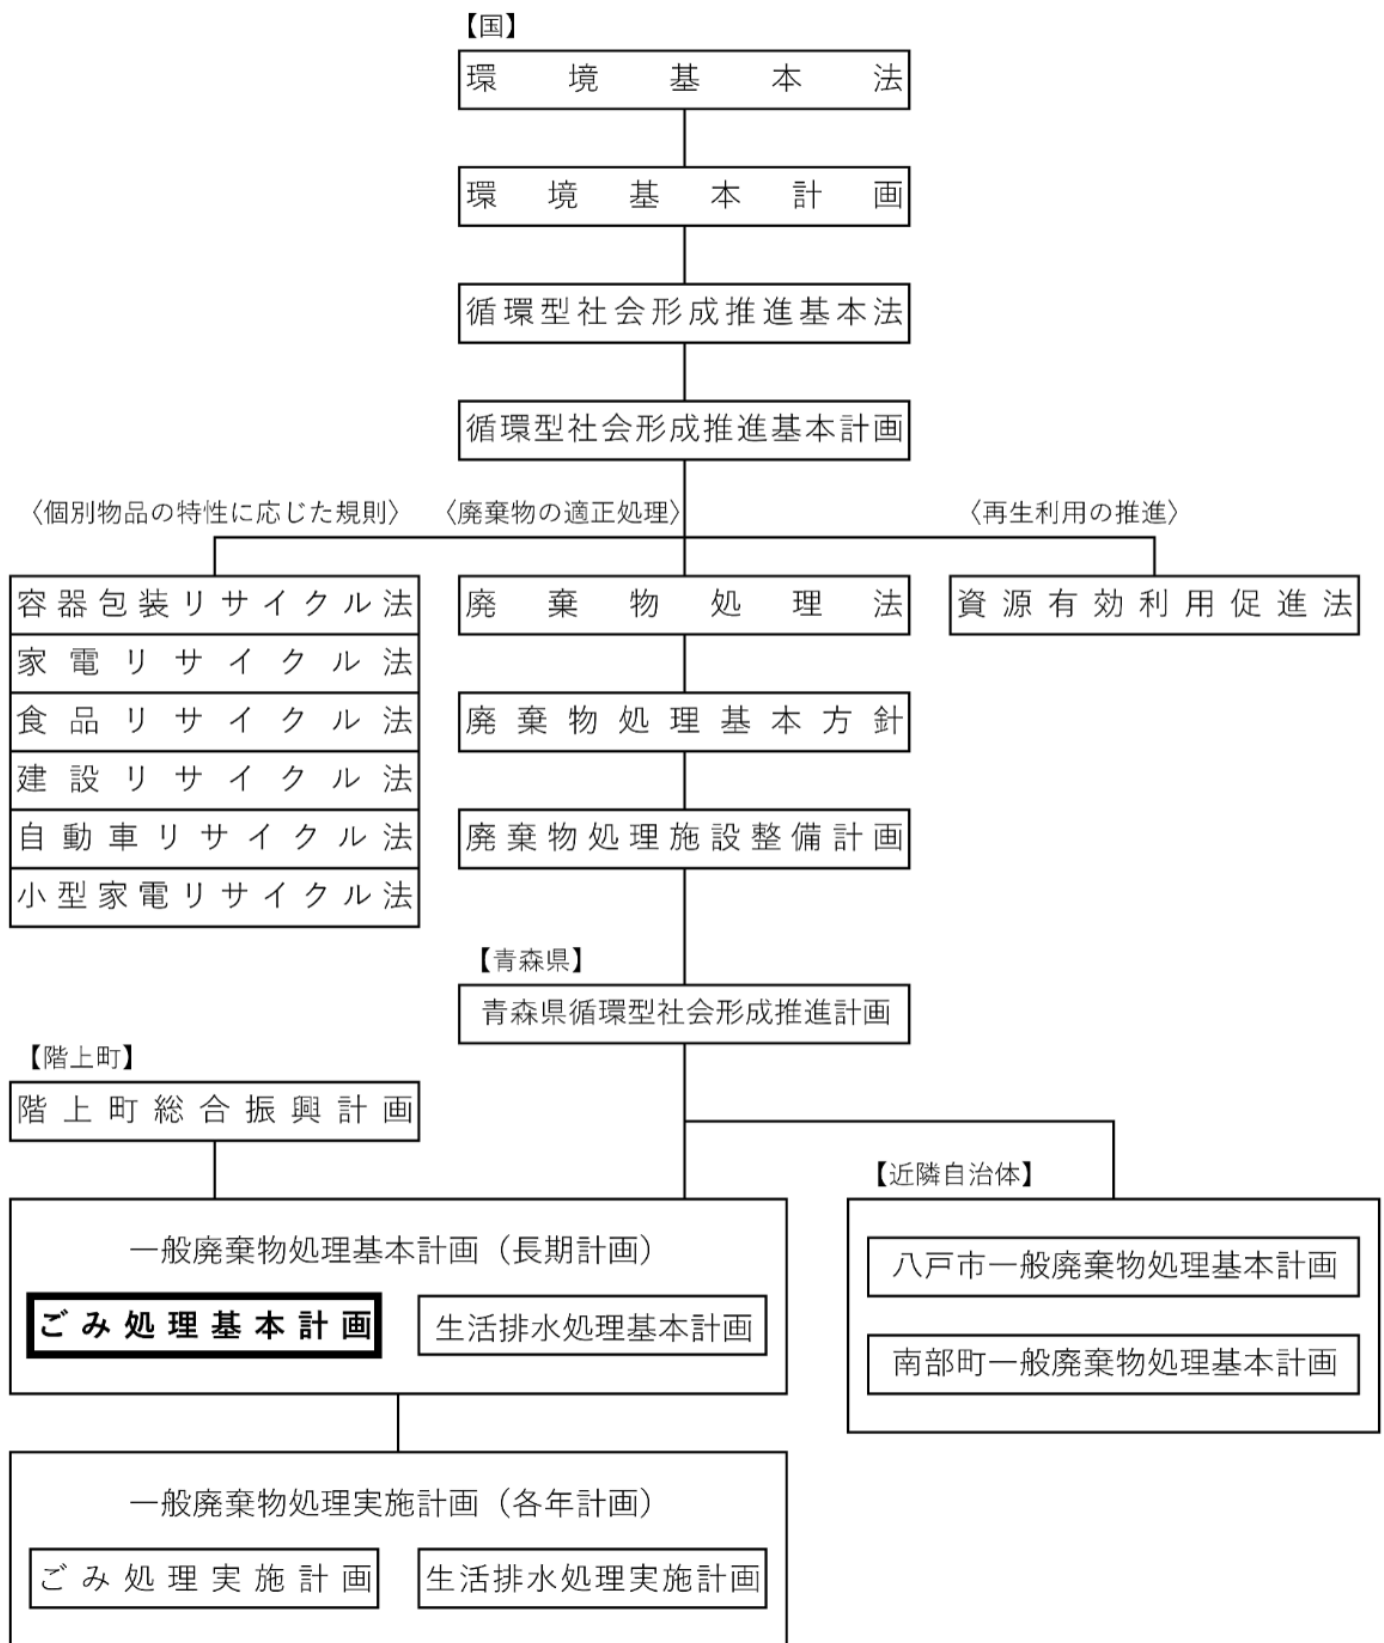 【国】
環境基本法
環境基本計画
循環型社会形成推進基本法
循環型社会形成推進基本計画
〈個別物品の特性に応じた規則〉
〈廃棄物の適正処理〉
〈再生利用の推進〉
容器包装リサイクル法
家電リサイクル法
食品リサイクル法
建設リサイクル法
自動車リサイクル法
小型家電リサイクル法
廃棄物処理法
廃棄物処理基本方針
廃棄物処理施設整備計画
資源有効利用促進法
【青森県】
青森県循環型社会形成推進計画
【階上町】
階上町総合振興計画
一般廃棄物処理基本計画（長期計画）
ごみ処理基本計画
生活排水処理基本計画
【近隣自治体】
八戸市一般廃棄物処理基本計画
南部町一般廃棄物処理基本計画
一般廃棄物処理実施計画（各年計画）
ごみ処理実施計画
生活排水処理実施計画